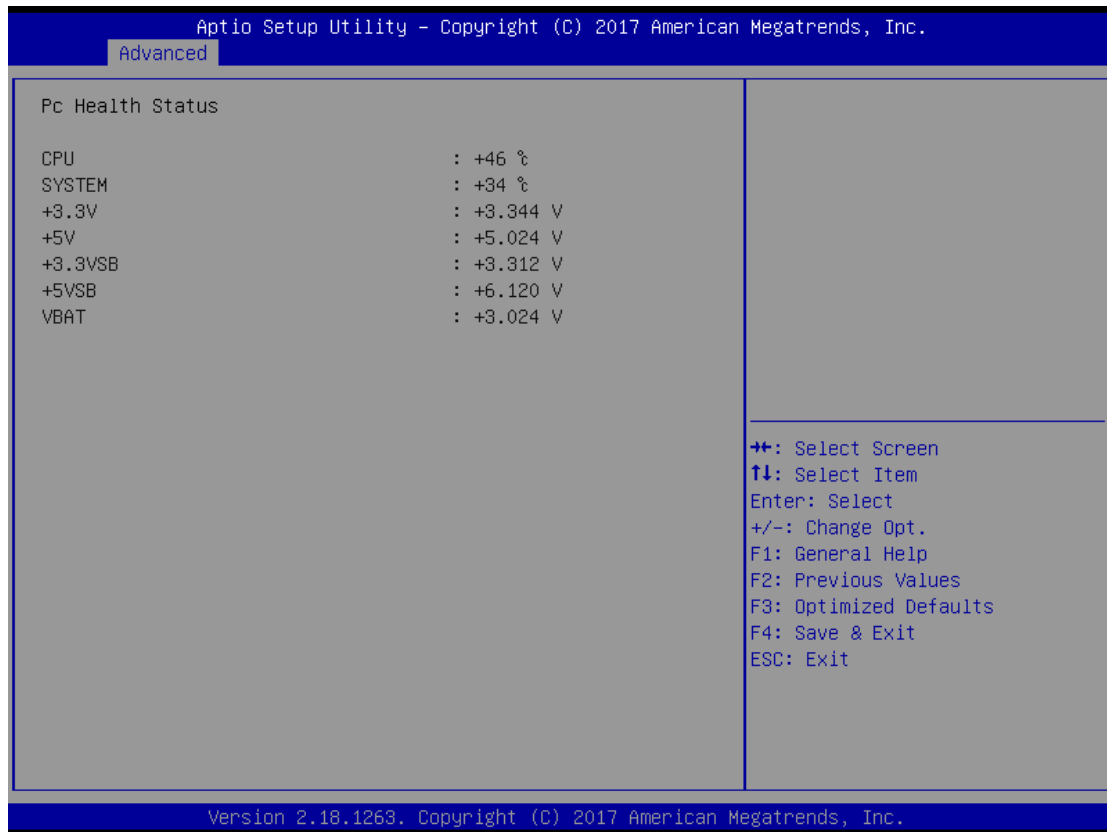 Aptio Setup Utility – Copyright (C) 2017 American Megatrends, Inc.
Advanced
Pc Health Status
CPU : +46 ℃
SYSTEM : +34 ℃
+3.3V : +3.344 V
+5V : +5.024 V
+3.3VSB : +3.312 V
+5VSB : +6.120 V
VBAT : +3.024 V
→←: Select Screen
↑↓: Select Item
Enter: Select
+/-: Change Opt.
F1: General Help
F2: Previous Values
F3: Optimized Defaults
F4: Save & Exit
ESC: Exit
Version 2.18.1263. Copyright (C) 2017 American Megatrends, Inc.